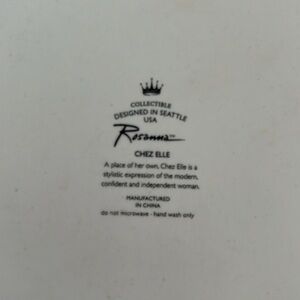 COLLECTIBLE
DESIGNED IN SEATTLE
USA
Rosanna™
CHEZ ELLE
A place of her own, Chez Elle is a
stylistic expression of the modern,
confident and independent woman.
MANUFACTURED
IN CHINA
do not microwave - hand wash only